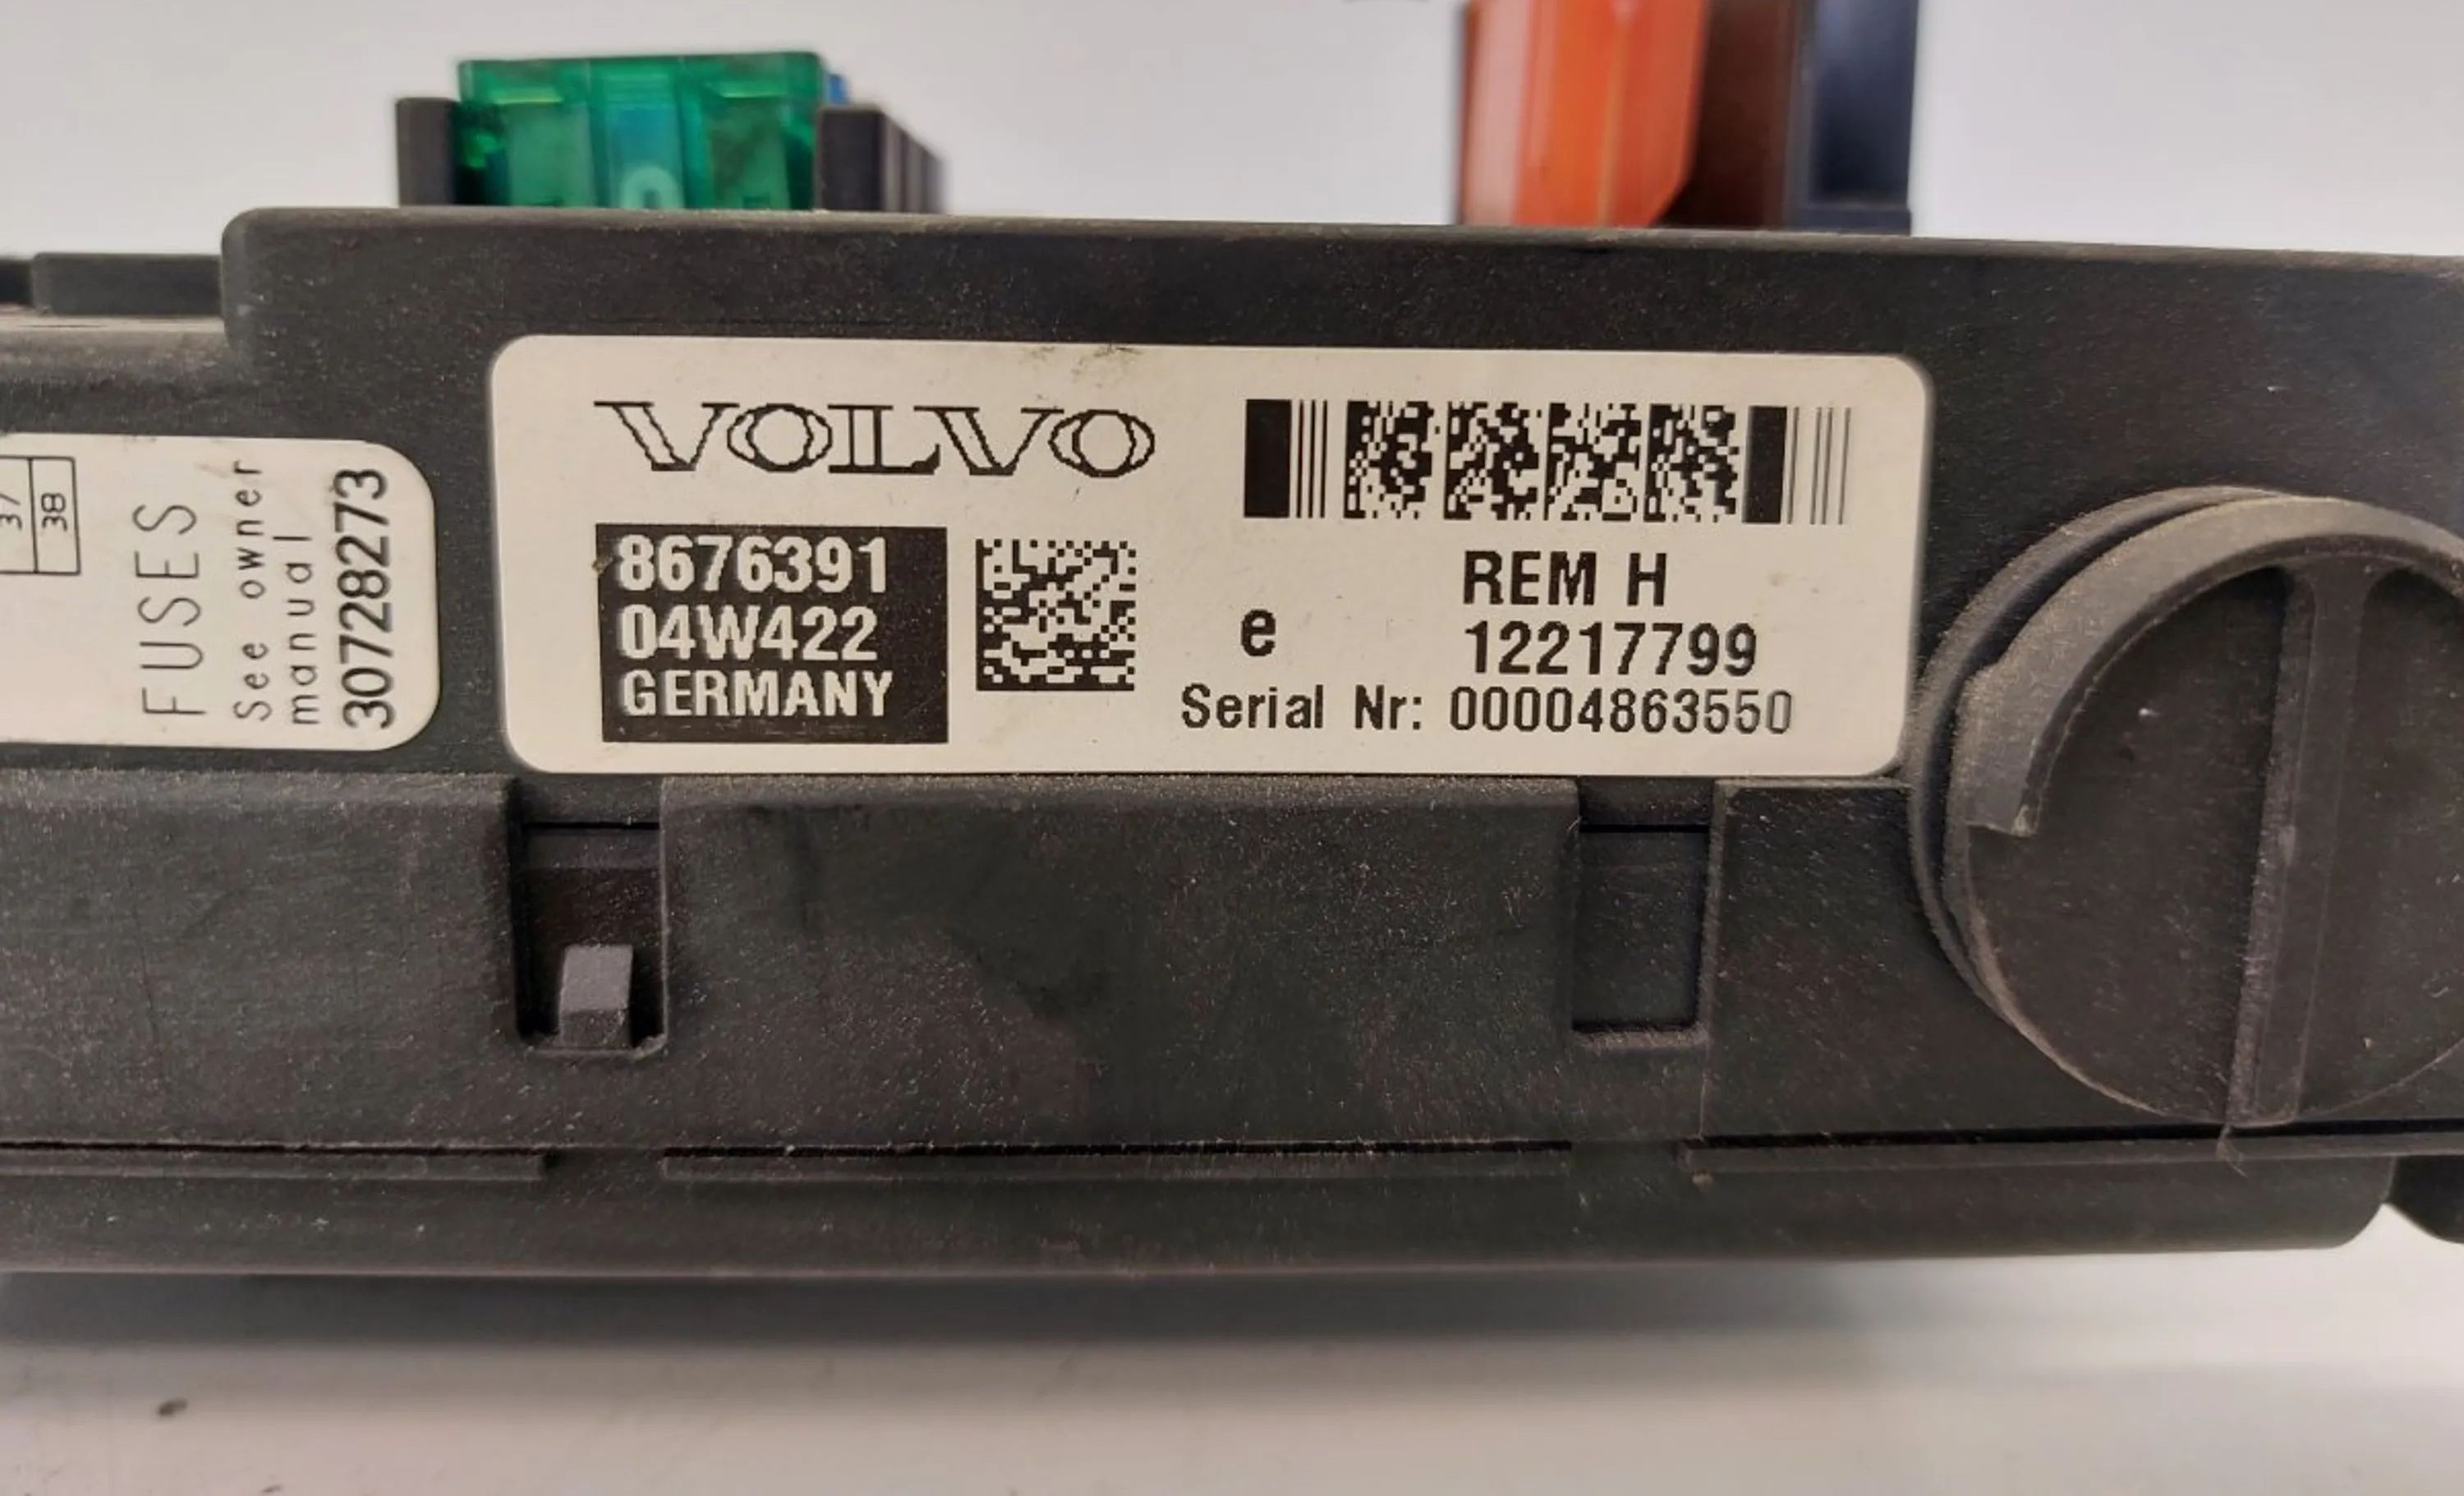 37
38
FUSES
See owner
manual
30728273
VOLVO
8676391
04W422
GERMANY
e
REM H
12217799
Serial Nr: 00004863550